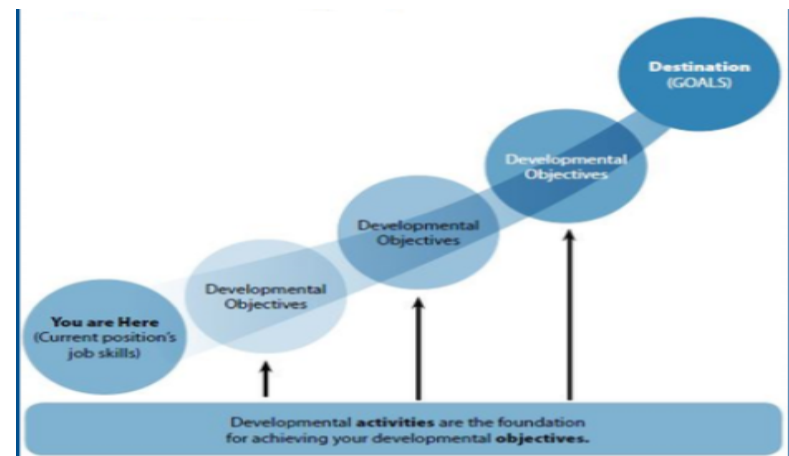 Destination
(GOALS)
Developmental
Objectives
Developmental
Objectives
Developmental
Objectives
You are Here
(Current position's
job skills)
Developmental activities are the foundation
for achieving your developmental objectives.